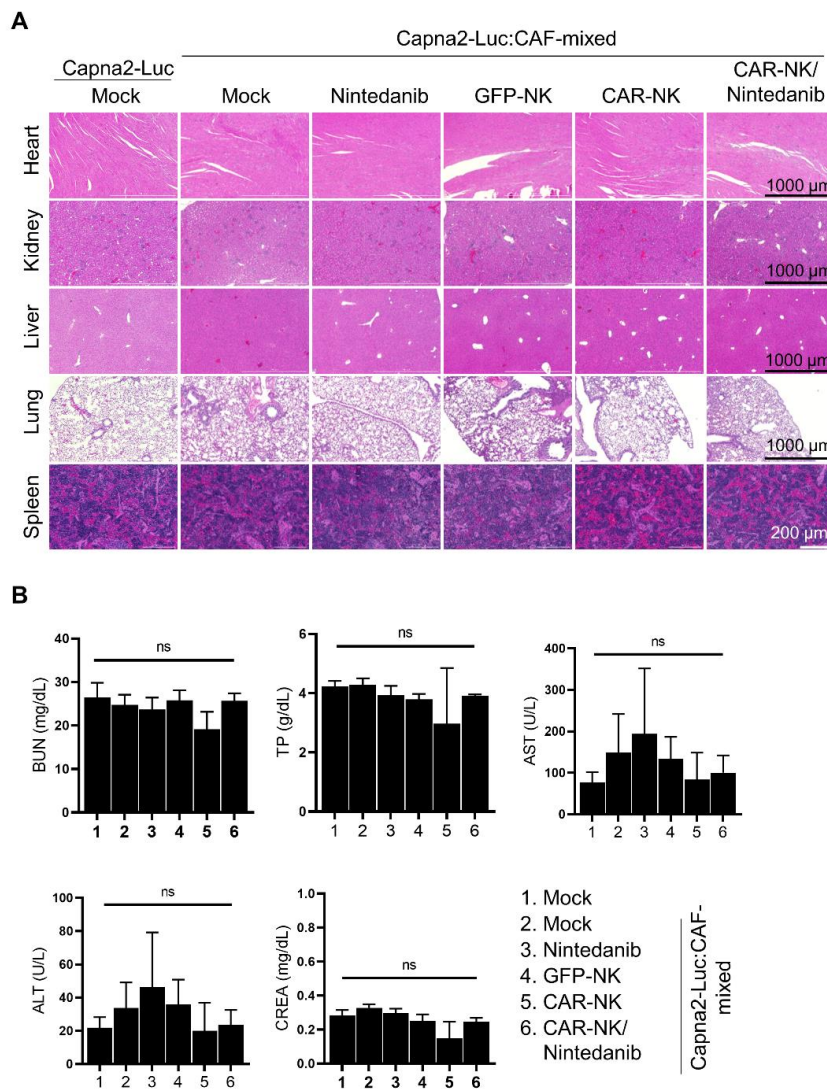 A
Capna2-Luc:CAF-mixed
Capna2-Luc
CAR-NK/
Mock
Mock
Nintedanib
GFP-NK
CAR-NK
Nintedanib
Heart
1000 µm
Kidney
1000 µm
Liver
1000 µm
Lung
1000 µm
Spleen
200 µm
B
BUN (mg/dL)
40
30
20
10
0
ns
1 2 3 4 5 6
TP (g/dL)
6
4
2
0
ns
1 2 3 4 5 6
AST (U/L)
400
300
200
100
0
ns
1 2 3 4 5 6
ALT (U/L)
100
80
60
40
20
0
ns
1 2 3 4 5 6
CREA (mg/dL)
1.0
0.8
0.6
0.4
0.2
0.0
ns
1 2 3 4 5 6
1. Mock
2. Mock
3. Nintedanib
4. GFP-NK
5. CAR-NK
6. CAR-NK/
Nintedanib
Capna2-Luc:CAF-
mixed